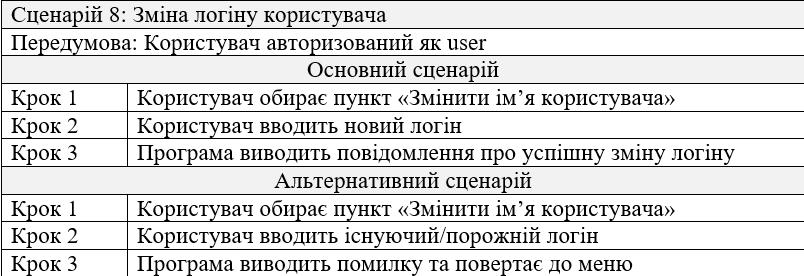 Сценарій 8: Зміна логіну користувача
Передумова: Користувач авторизований як user
Основний сценарій
Крок 1 Користувач обирає пункт «Змінити ім’я користувача»
Крок 2 Користувач вводить новий логін
Крок 3 Програма виводить повідомлення про успішну зміну логіну
Альтернативний сценарій
Крок 1 Користувач обирає пункт «Змінити ім’я користувача»
Крок 2 Користувач вводить існуючий/порожній логін
Крок 3 Програма виводить помилку та повертає до меню